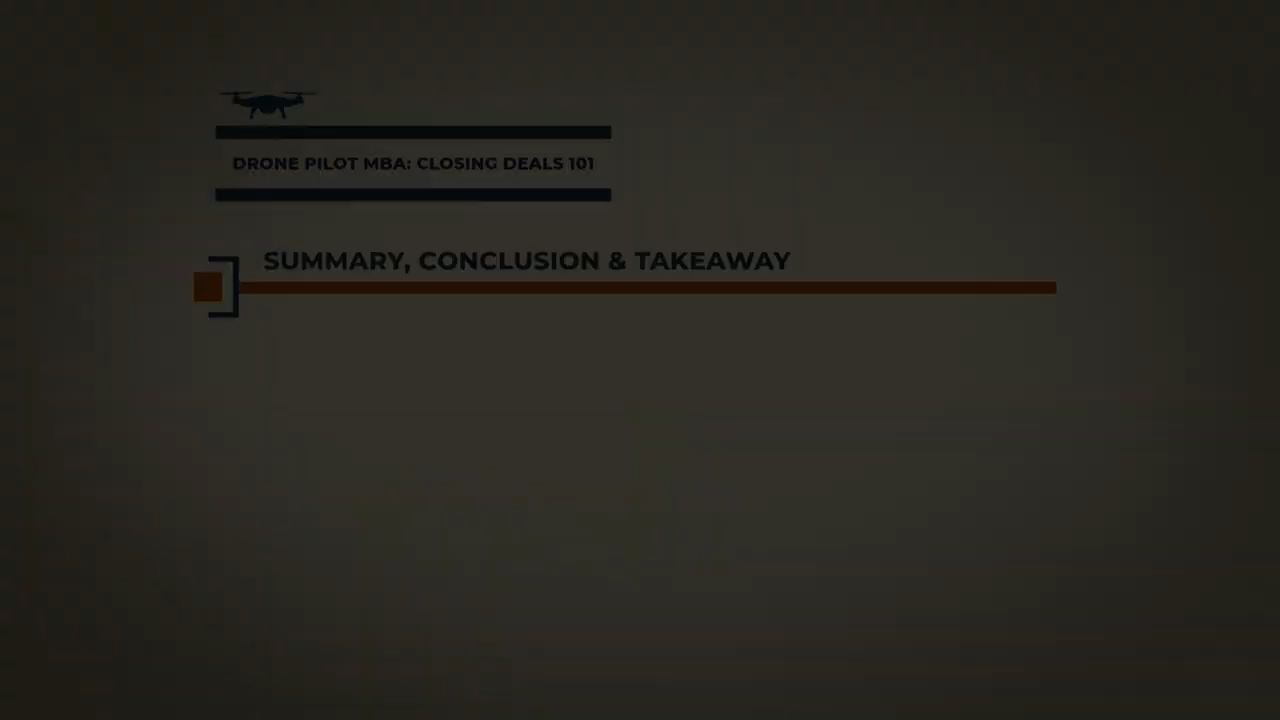 DRONE PILOT MBA: CLOSING DEALS 101
SUMMARY, CONCLUSION & TAKEAWAY